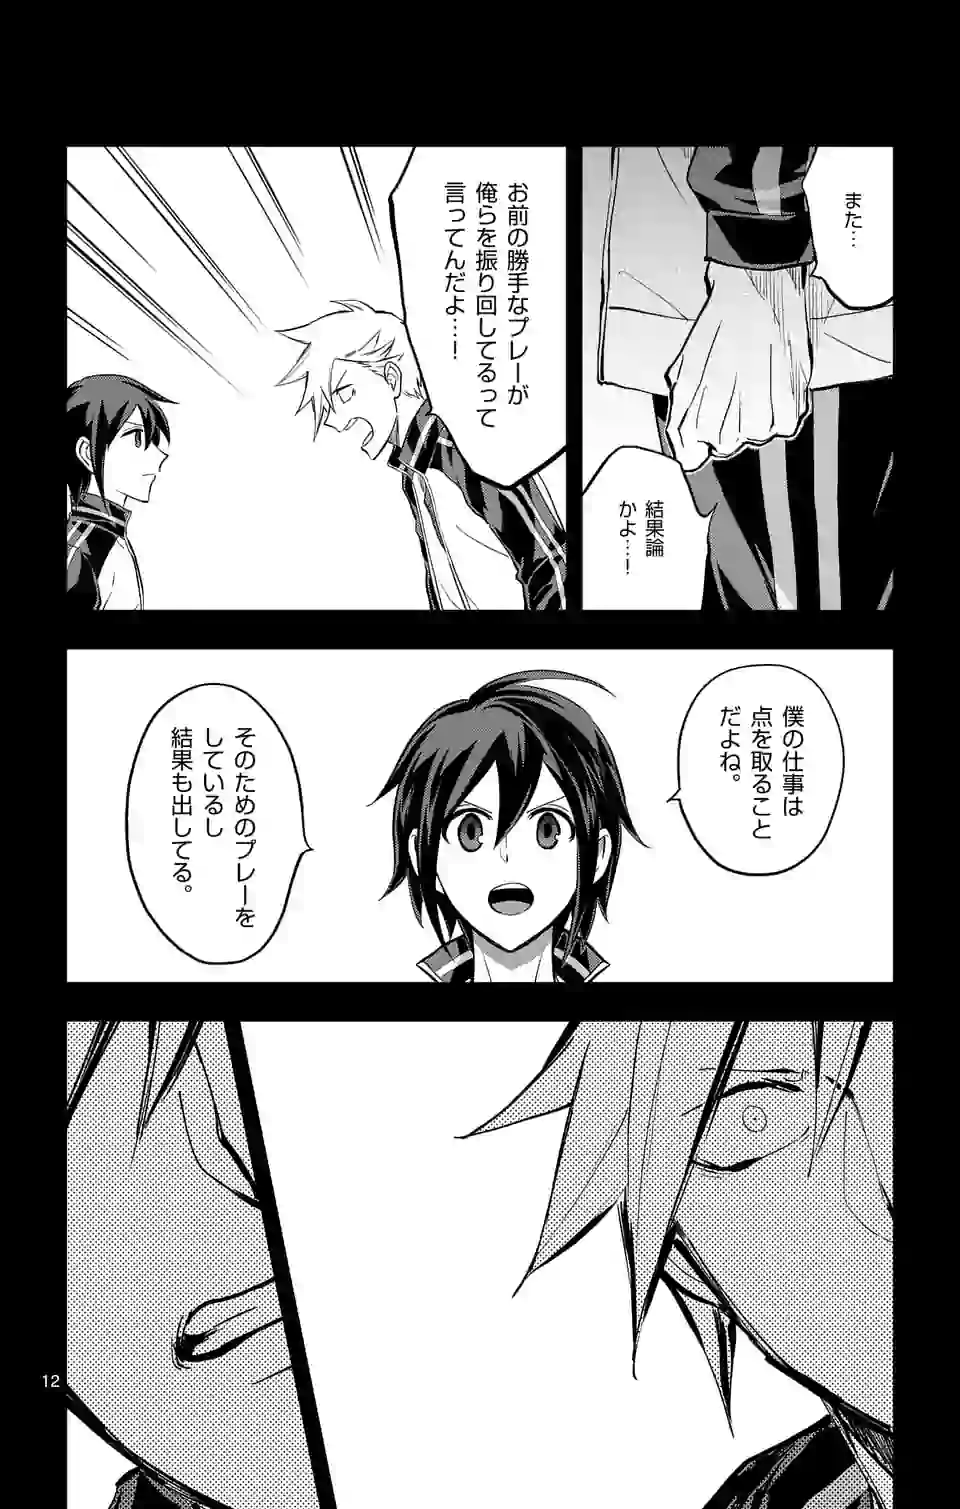 また…
結果論
かよ…！
お前の勝手なプレーが
俺らを振り回してるって
言ってんだよ…！
僕の仕事は
点を取ること
だよね。
そのためのプレーを
しているし
結果も出してる。
12